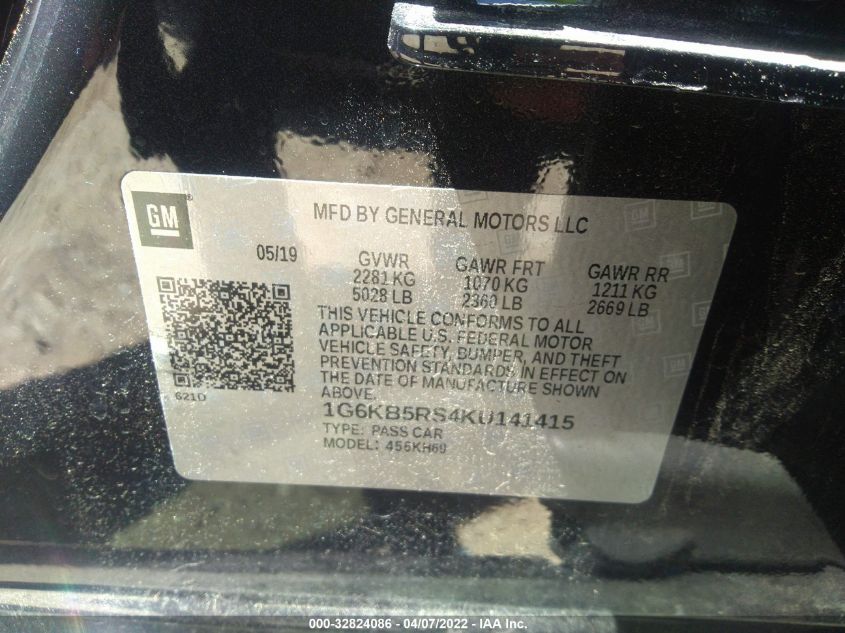 GM ®
MFD BY GENERAL MOTORS LLC
05/19
GVWR GAWR FRT GAWR RR
2281 KG 1070 KG 1211 KG
5028 LB 2360 LB 2669 LB
THIS VEHICLE CONFORMS TO ALL
APPLICABLE U.S. FEDERAL MOTOR
VEHICLE SAFETY, BUMPER, AND THEFT
PREVENTION STANDARDS IN EFFECT ON
THE DATE OF MANUFACTURE SHOWN
ABOVE.
621O
1G6KB5RS4KU141415
TYPE: PASS CAR
MODEL: 456KH69
000-32824086 - 04/07/2022 - IAA Inc.